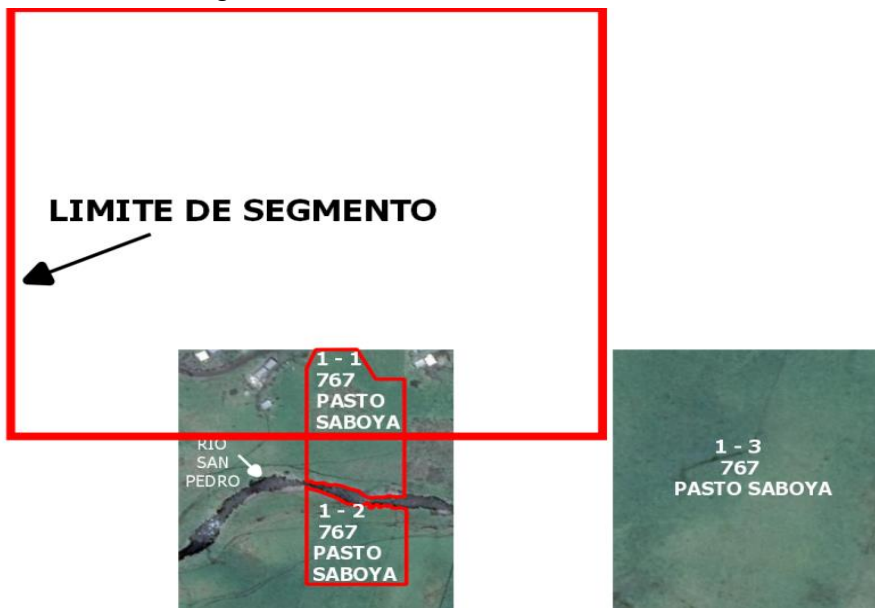 LIMITE DE SEGMENTO
1 - 1
767
PASTO
SABOYA
RIO
SAN
PEDRO
1 - 2
767
PASTO
SABOYA
1 - 3
767
PASTO SABOYA